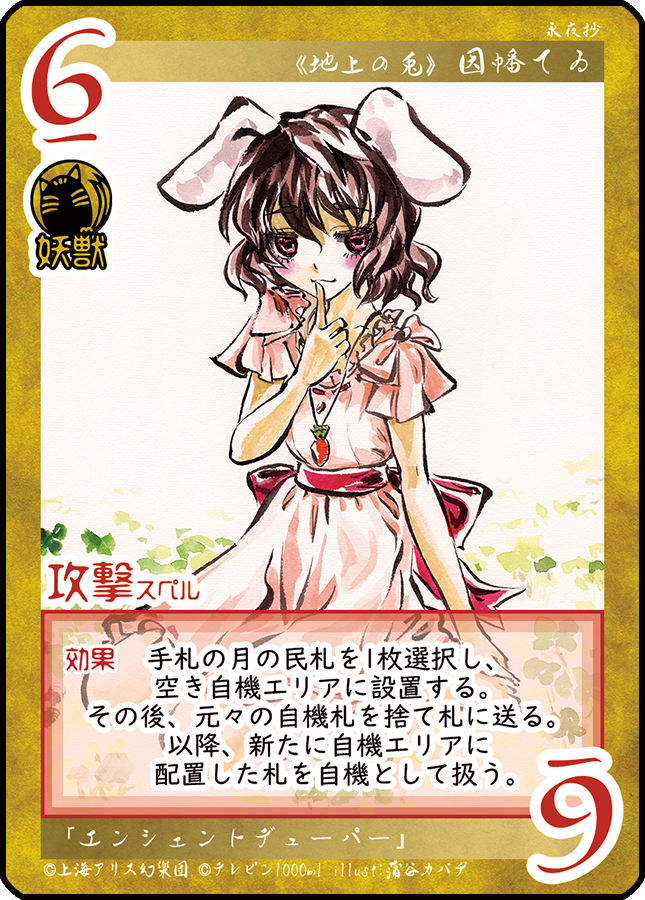 6
永夜抄
《地上の兎》 因幡てゐ
妖獣
攻撃スペル
効果 手札の月の民札を1枚選択し、
空き自機エリアに設置する。
その後、元々の自機札を捨て札に送る。
以降、新たに自機エリアに
配置した札を自機として扱う。
「エンシェントデューパー」
6
©上海アリス幻樂団 ©テレピン1000ml illust:蒲谷カバヂ